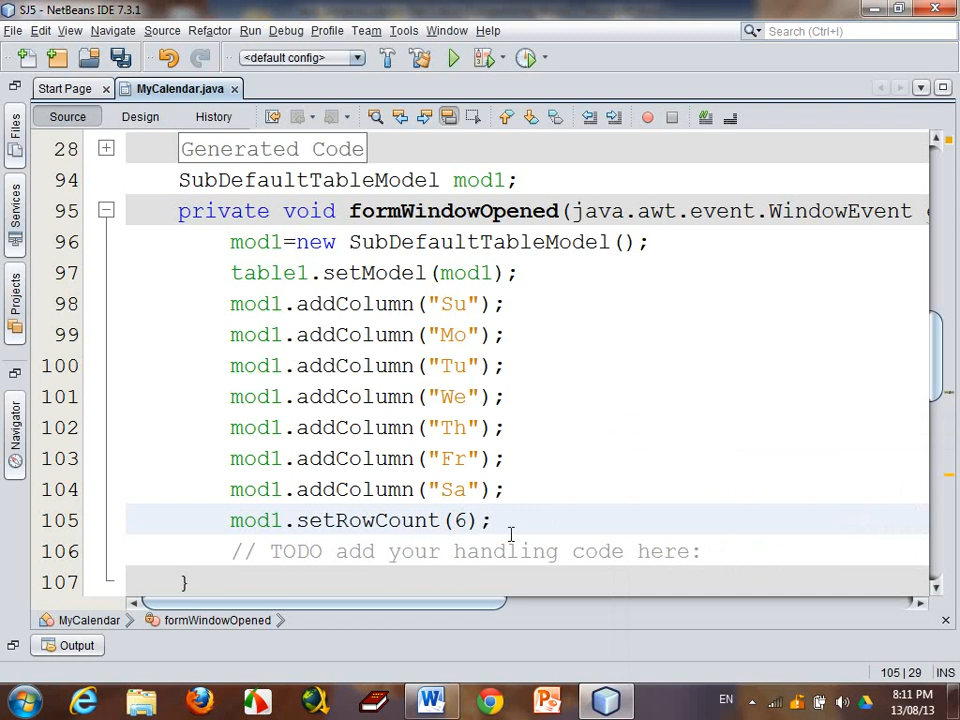 SJ5 - NetBeans IDE 7.3.1
File Edit View Navigate Source Refactor Run Debug Profile Team Tools Window Help
Search (Ctrl+I)
<default config>
Start Page
MyCalendar.java
Source Design History
Files
Services
Projects
Navigator
28 Generated Code
94 SubDefaultTableModel mod1;
95 private void formWindowOpened(java.awt.event.WindowEvent
96 mod1=new SubDefaultTableModel();
97 table1.setModel(mod1);
98 mod1.addColumn("Su");
99 mod1.addColumn("Mo");
100 mod1.addColumn("Tu");
101 mod1.addColumn("We");
102 mod1.addColumn("Th");
103 mod1.addColumn("Fr");
104 mod1.addColumn("Sa");
105 mod1.setRowCount(6);
106 // TODO add your handling code here:
107 }
MyCalendar formWindowOpened
Output
105 | 29 INS
EN
8:11 PM
13/08/13